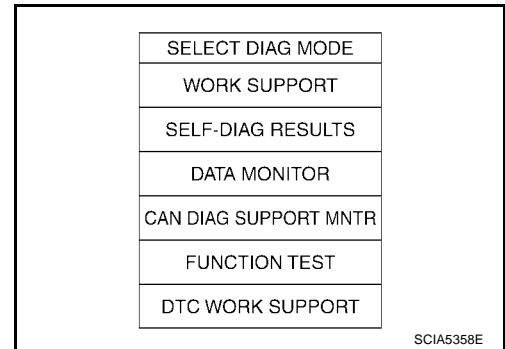 SELECT DIAG MODE
WORK SUPPORT
SELF-DIAG RESULTS
DATA MONITOR
CAN DIAG SUPPORT MNTR
FUNCTION TEST
DTC WORK SUPPORT
SCIA5358E